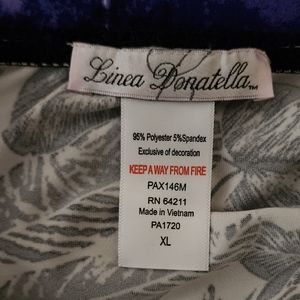 Linea Donatella™
95% Polyester 5%Spandex
Exclusive of decoration
KEEP A WAY FROM FIRE
PAX146M
RN 64211
Made in Vietnam
PA1720
XL